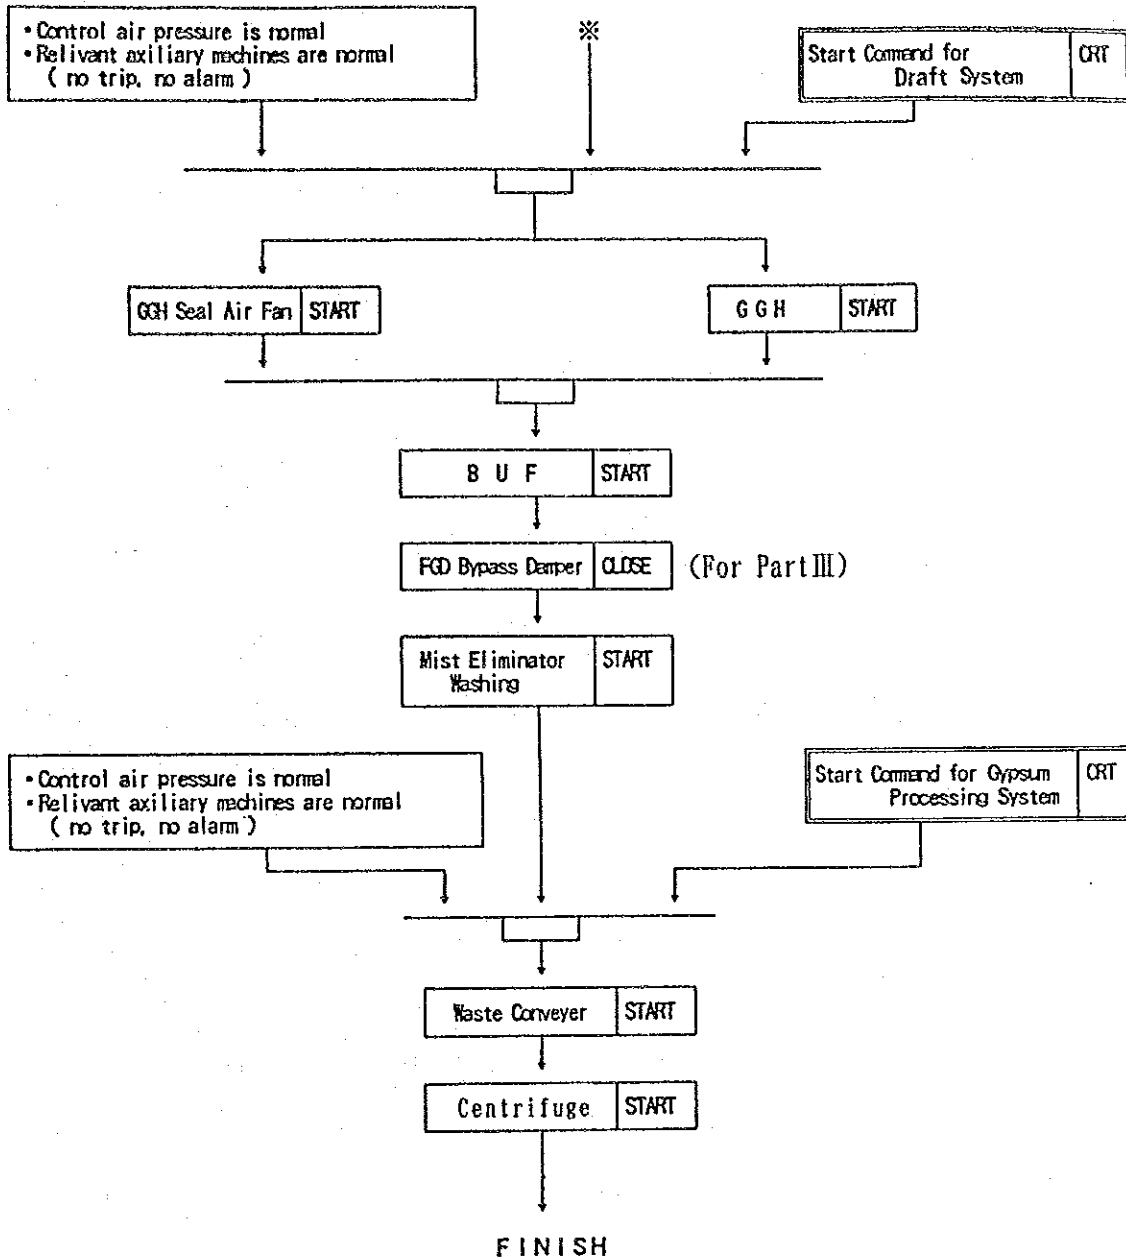 ・Control air pressure is normal
・Relivant axiliary machines are normal
( no trip, no alarm )
※
Start Command for
Draft System
CRT
GGH Seal Air Fan
START
G G H
START
B U F
START
FGD Bypass Damper
CLOSE
(For PartⅢ)
Mist Eliminator
Washing
START
・Control air pressure is normal
・Relivant axiliary machines are normal
( no trip, no alarm )
Start Command for Gypsum
Processing System
CRT
Waste Conveyer
START
Centrifuge
START
FINISH